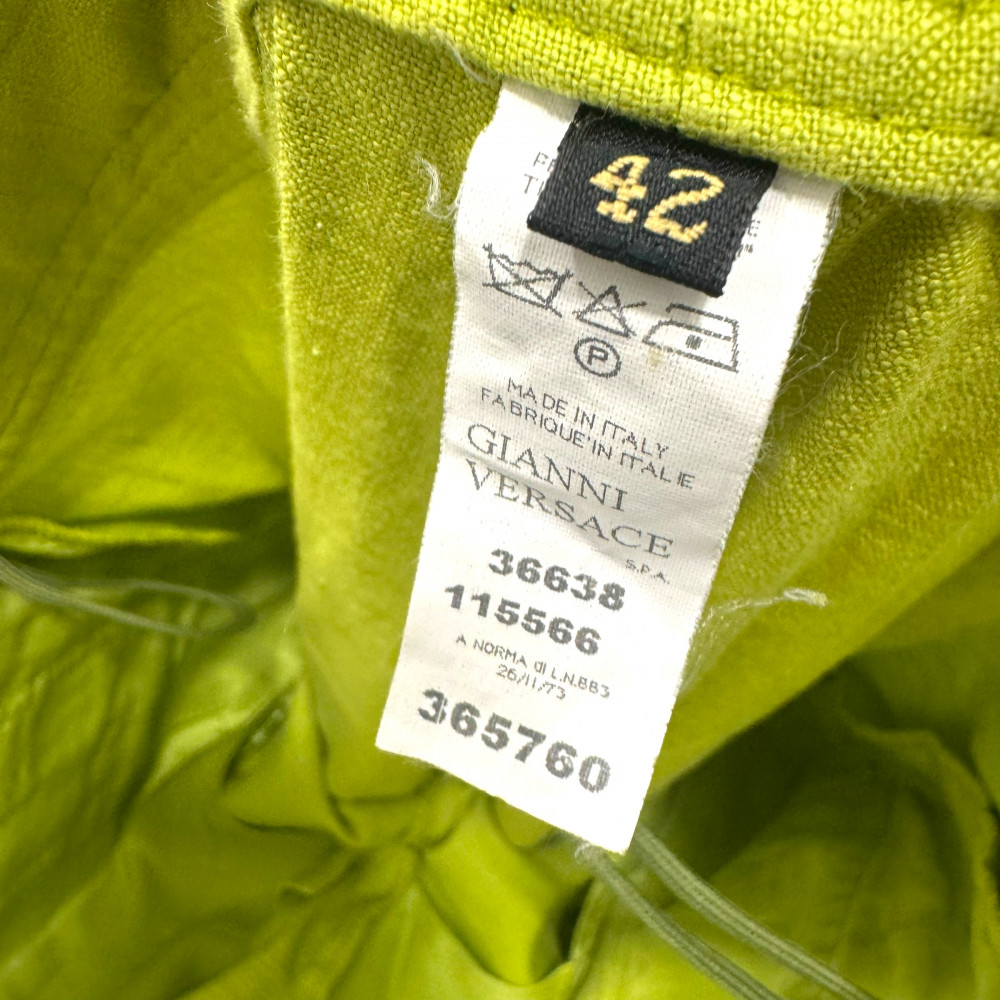 42
P
MADE IN ITALY
FABRIQUE' IN ITALIE
GIANNI
VERSACE
S.P.A.
36638
115566
A NORMA di L.N.883
26/11/73
365760